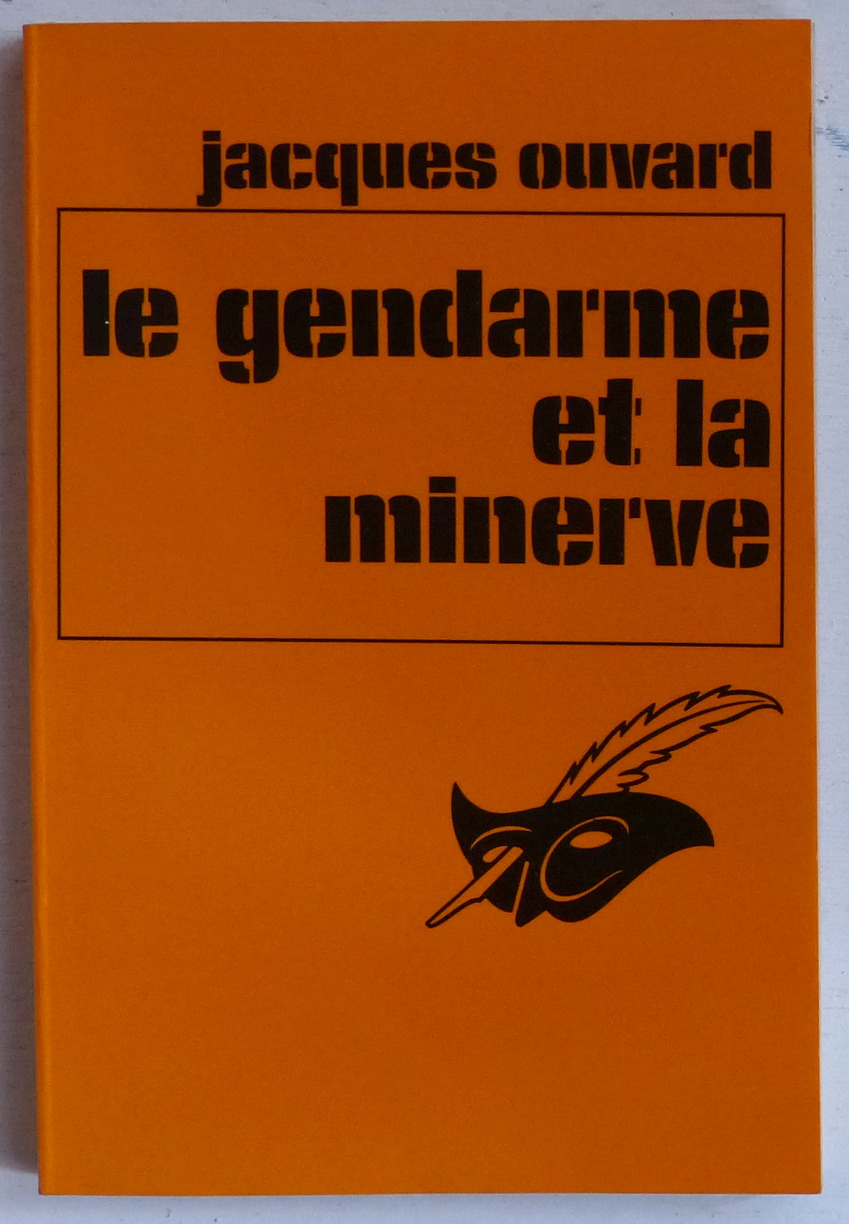 jacques ouvard
le gendarme
et la
minerve